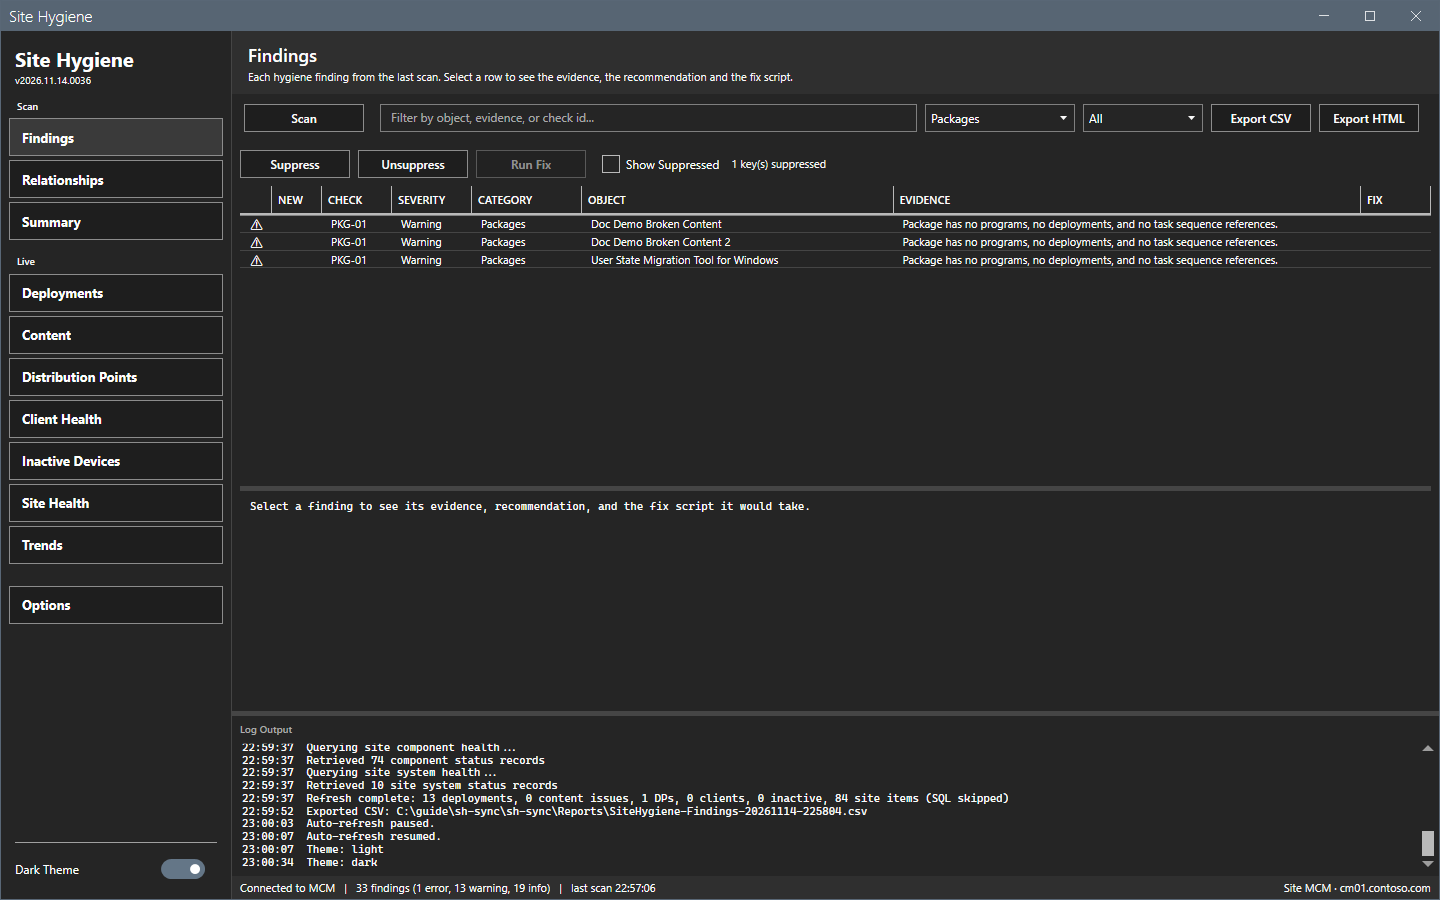 Site Hygiene
Site Hygiene
v2026.11.14.0036
Scan
Findings
Relationships
Summary
Live
Deployments
Content
Distribution Points
Client Health
Inactive Devices
Site Health
Trends
Options
Dark Theme
Findings
Each hygiene finding from the last scan. Select a row to see the evidence, the recommendation and the fix script.
Scan Filter by object, evidence, or check id... Packages All Export CSV Export HTML
Suppress Unsuppress Run Fix Show Suppressed 1 key(s) suppressed
NEW CHECK SEVERITY CATEGORY OBJECT EVIDENCE FIX
PKG-01 Warning Packages Doc Demo Broken Content Package has no programs, no deployments, and no task sequence references.
PKG-01 Warning Packages Doc Demo Broken Content 2 Package has no programs, no deployments, and no task sequence references.
PKG-01 Warning Packages User State Migration Tool for Windows Package has no programs, no deployments, and no task sequence references.
Select a finding to see its evidence, recommendation, and the fix script it would take.
Log Output
22:59:37 Querying site component health...
22:59:37 Retrieved 74 component status records
22:59:37 Querying site system health...
22:59:37 Retrieved 10 site system status records
22:59:37 Refresh complete: 13 deployments, 0 content issues, 1 DPs, 0 clients, 0 inactive, 84 site items (SQL skipped)
22:59:52 Exported CSV: C:\guide\sh-sync\sh-sync\Reports\SiteHygiene-Findings-20261114-225804.csv
23:00:03 Auto-refresh paused.
23:00:07 Auto-refresh resumed.
23:00:07 Theme: light
23:00:34 Theme: dark
Connected to MCM | 33 findings (1 error, 13 warning, 19 info) | last scan 22:57:06
Site MCM · cm01.contoso.com